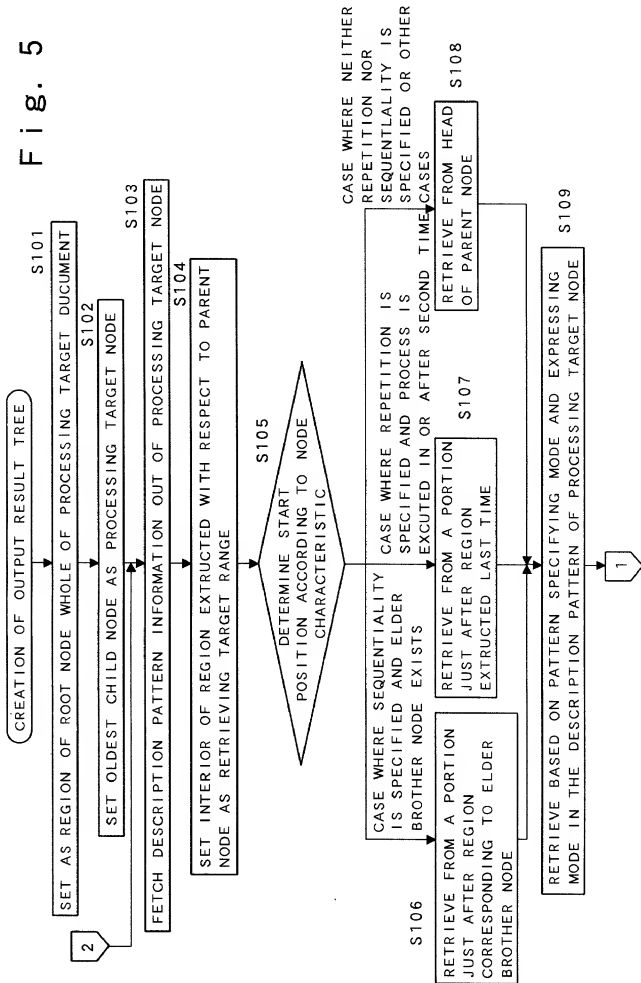 Fig. 5
CREATION OF OUTPUT RESULT TREE
S101
SET AS REGION OF ROOT NODE WHOLE OF PROCESSING TARGET DUCUMENT
S102
SET OLDEST CHILD NODE AS PROCESSING TARGET NODE
2
S103
FETCH DESCRIPTION PATTERN INFORMATION OUT OF PROCESSING TARGET NODE
S104
SET INTERIOR OF REGION EXTRUCTED WITH RESPECT TO PARENT
NODE AS RETRIEVING TARGET RANGE
S105
DETERMINE START
POSITION ACCORDING TO NODE
CHARACTERISTIC
CASE WHERE SEQUENTIALITY
IS SPECIFIED AND ELDER
BROTHER NODE EXISTS
CASE WHERE REPETITION IS
SPECIFIED AND PROCESS IS
EXCUTED IN OR AFTER SECOND TIME
CASE WHERE NEITHER
REPETITION NOR
SEQUENTLALITY IS
SPECIFIED OR OTHER
CASES
S106
RETRIEVE FROM A PORTION
JUST AFTER REGION
CORRESPONDING TO ELDER
BROTHER NODE
S107
RETRIEVE FROM A PORTION
JUST AFTER REGION
EXTRUCTED LAST TIME
S108
RETRIEVE FROM HEAD
OF PARENT NODE
S109
RETRIEVE BASED ON PATTERN SPECIFYING MODE AND EXPRESSING
MODE IN THE DESCRIPTION PATTERN OF PROCESSING TARGET NODE
1